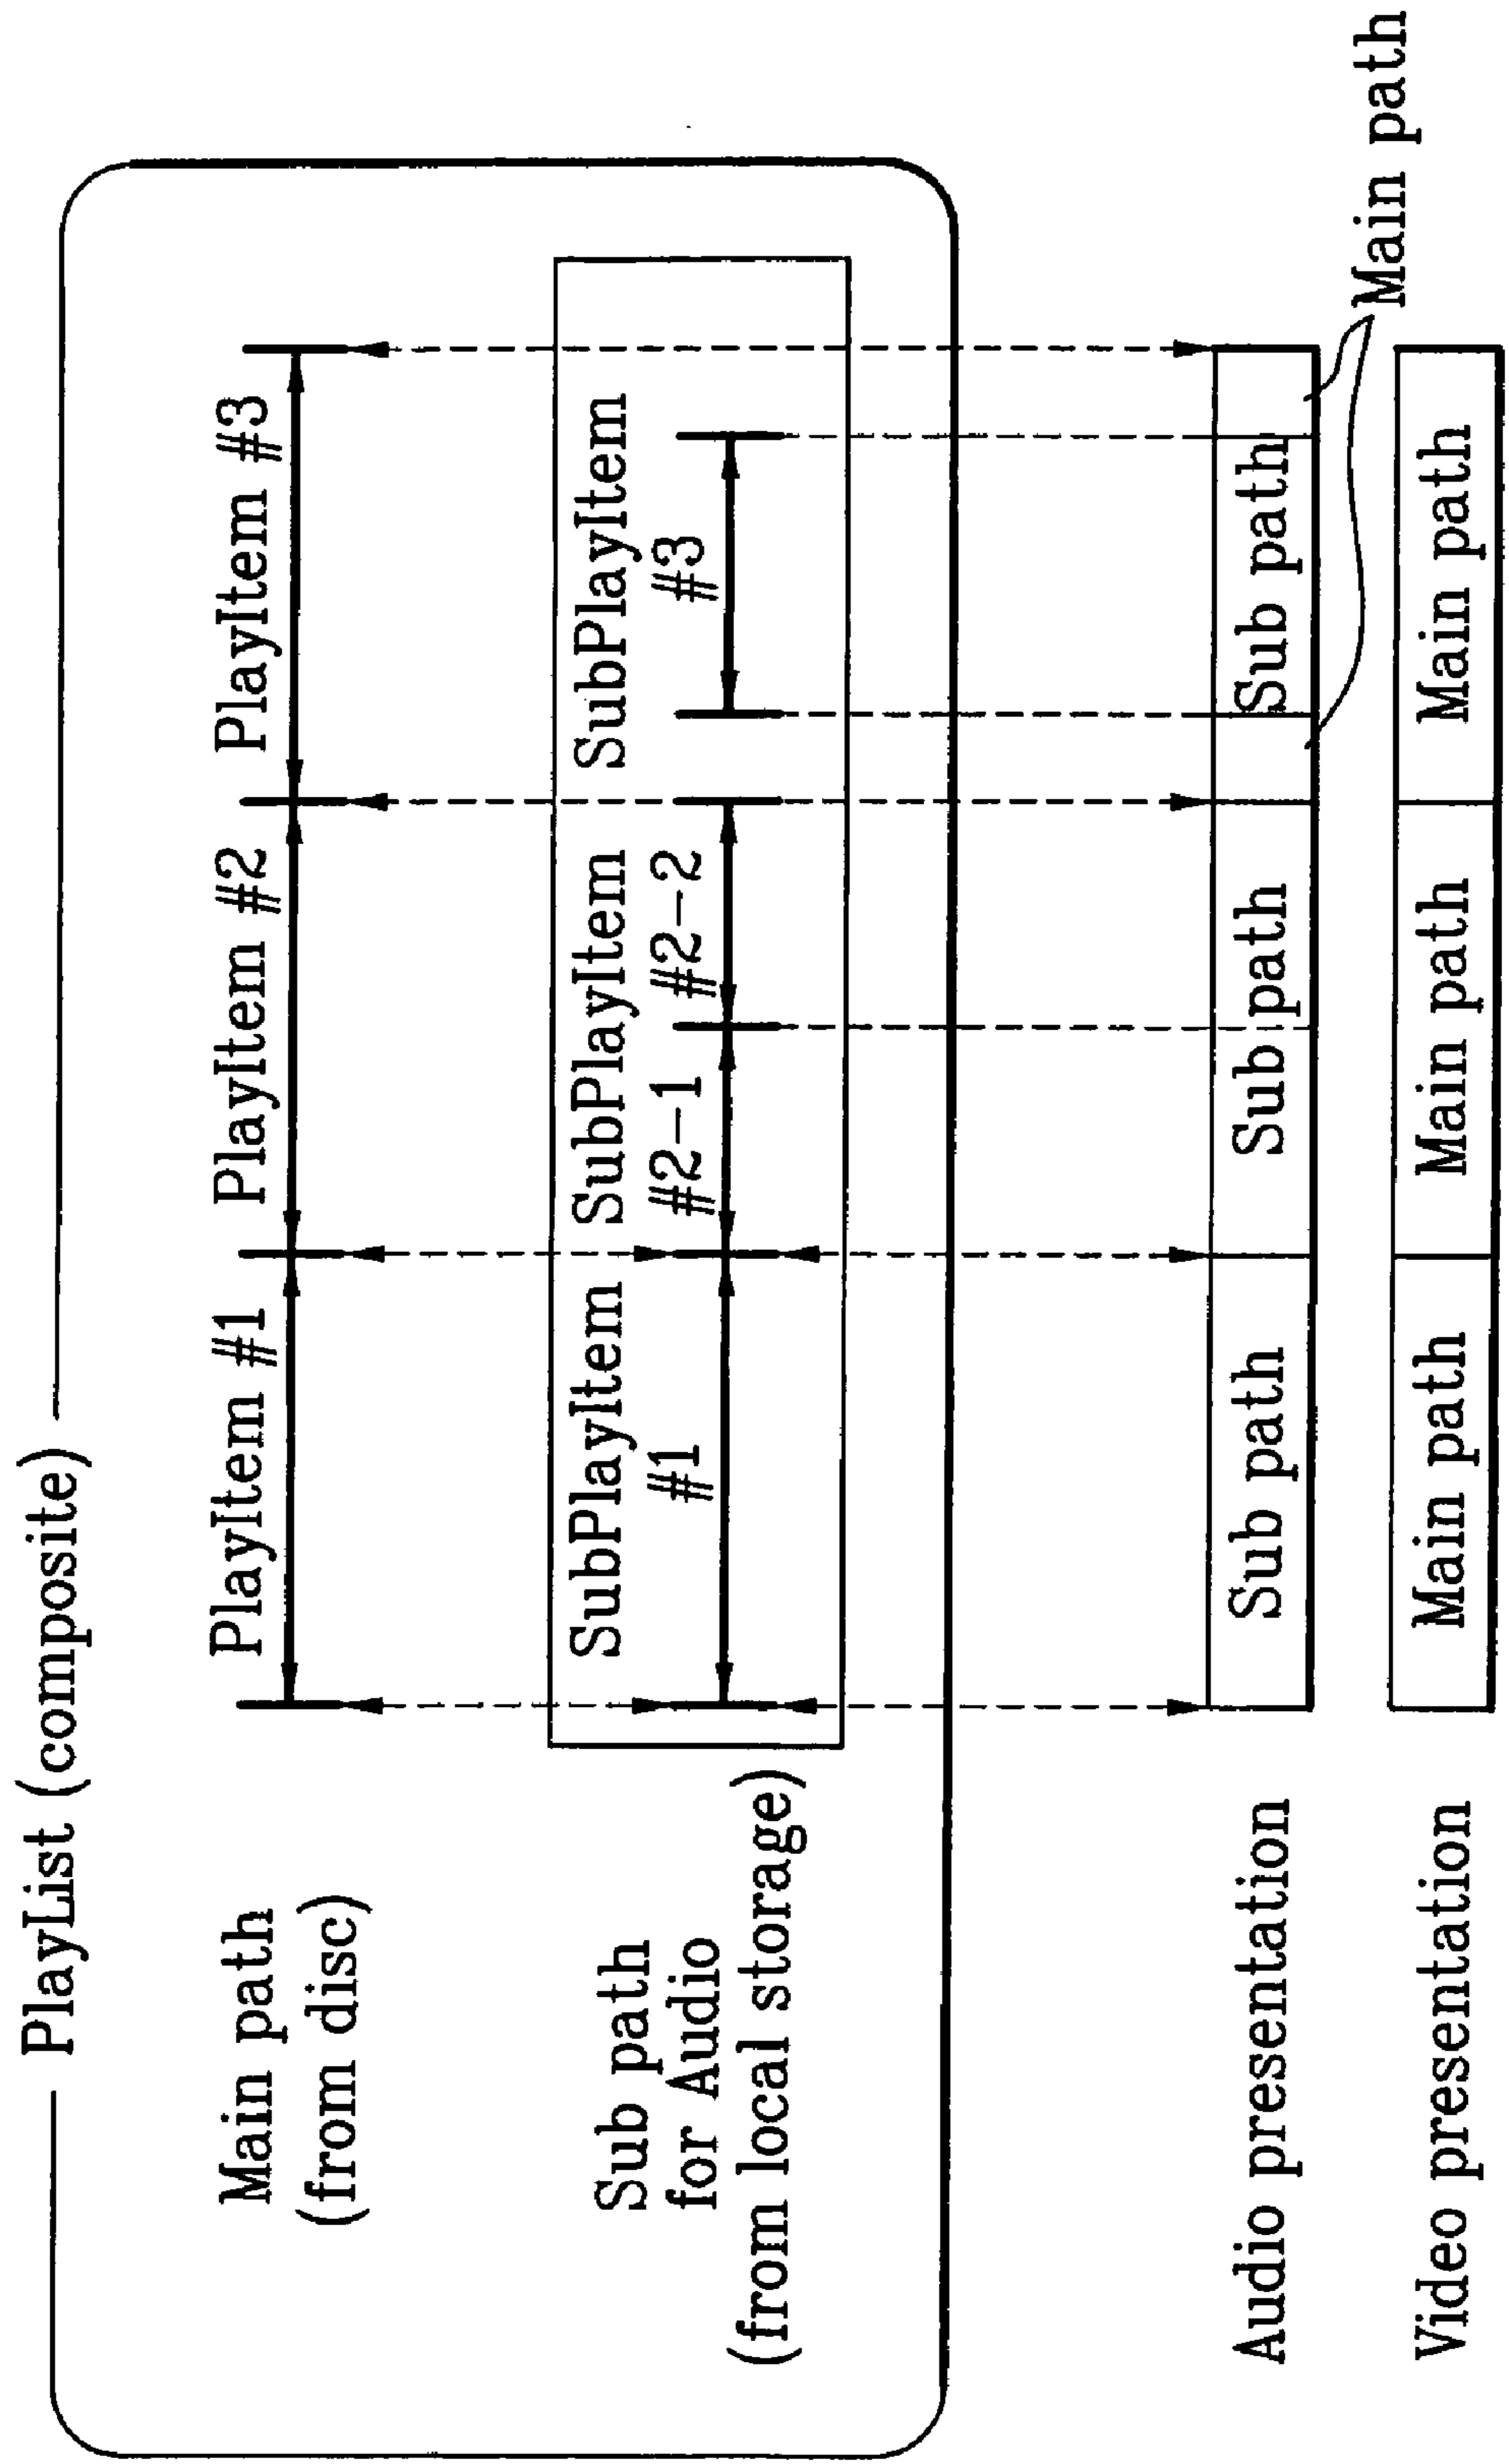 PlayList (composite)
Main path
(from disc)
PlayItem #1
PlayItem #2
PlayItem #3
Sub path
for Audio
(from local storage)
SubPlayItem
#1
SubPlayItem
#2-1 #2-2
SubPlayItem
#3
Audio presentation
Sub path
Sub path
Sub path
Main path
Video presentation
Main path
Main path
Main path